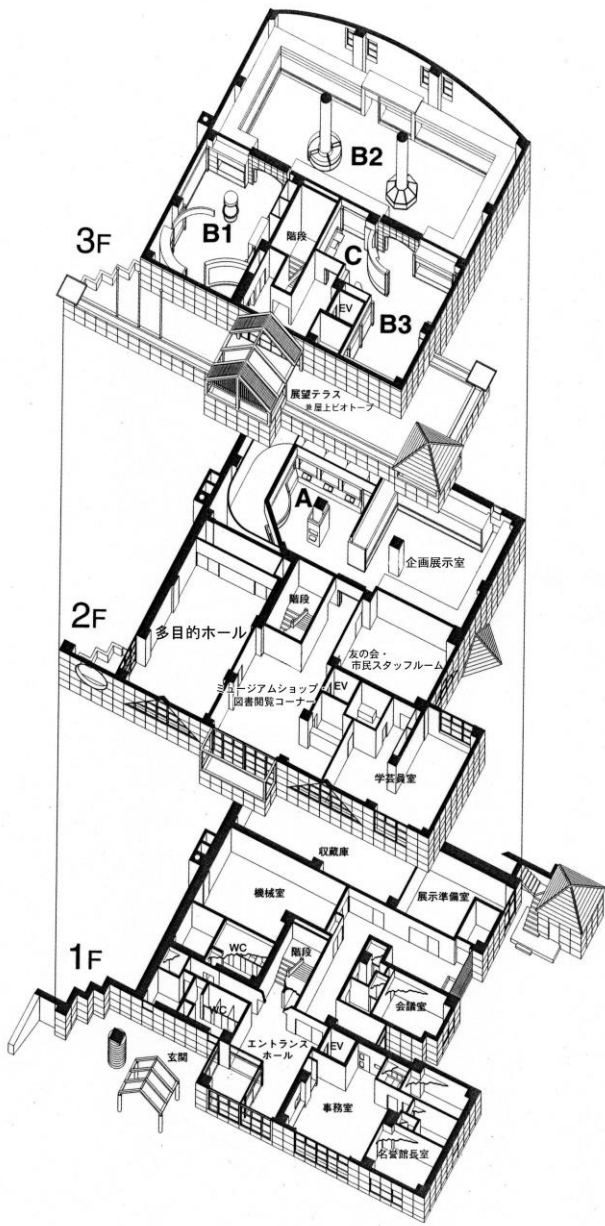 B2
B1
階段
3F
C
EV
B3
展望テラス
兼屋上ビオトープ
A
企画展示室
階段
多目的ホール
2F
友の会・
市民スタッフルーム
ミュージアムショップ・
図書閲覧コーナー
EV
学芸員室
収蔵庫
機械室
展示準備室
1F
WC
階段
会議室
WC
エントランス
ホール
EV
玄関
事務室
名誉館長室